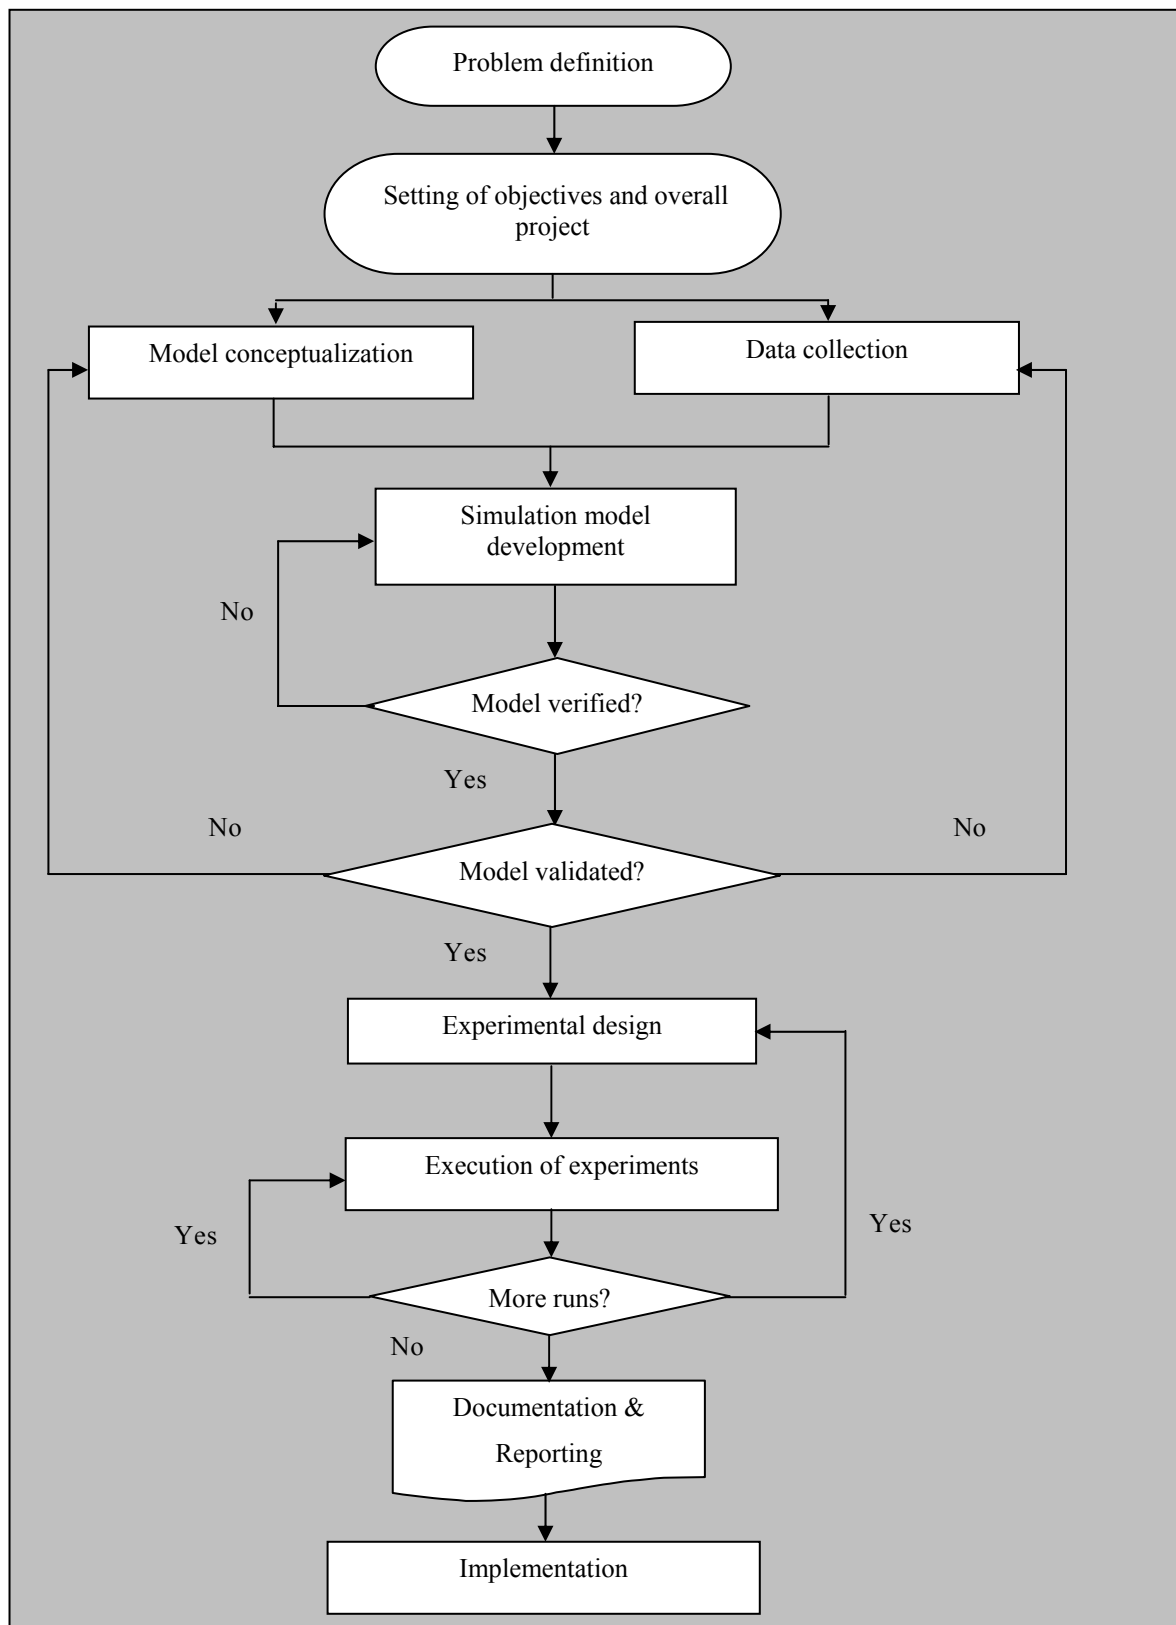 Problem definition
Setting of objectives and overall
project
Model conceptualization
Data collection
Simulation model
development
No
Model verified?
Yes
No
No
Model validated?
Yes
Experimental design
Execution of experiments
Yes
Yes
More runs?
No
Documentation &
Reporting
Implementation